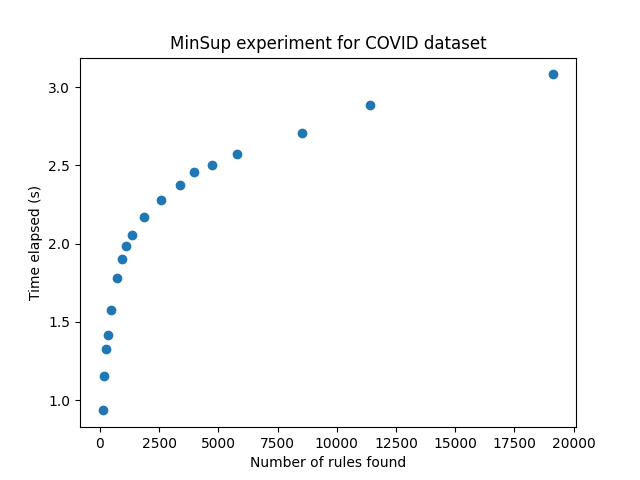 MinSup experiment for COVID dataset
3.0
2.5
2.0
1.5
1.0
Time elapsed (s)
0 2500 5000 7500 10000 12500 15000 17500 20000
Number of rules found